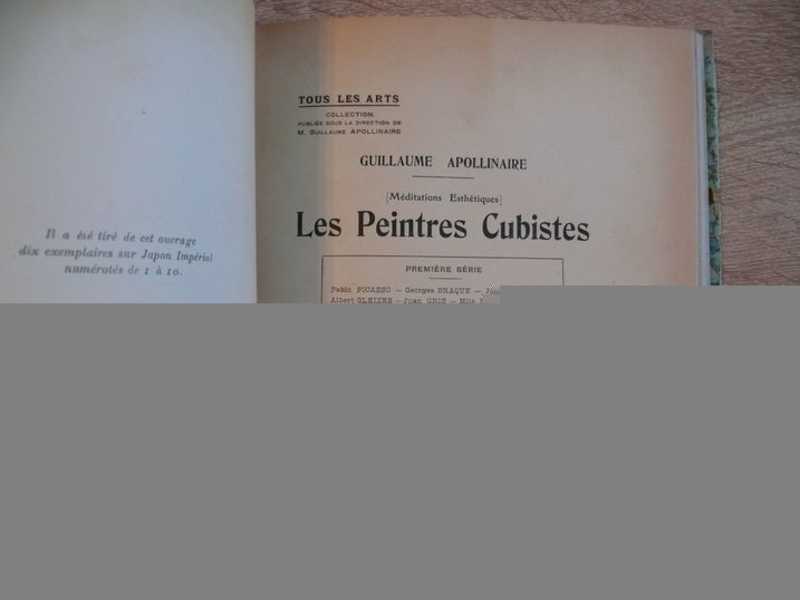 Il a été tiré de cet ouvrage
dix exemplaires sur Japon Impérial
numérotés de 1 à 10.
TOUS LES ARTS
COLLECTION
PUBLIÉE SOUS LA DIRECTION DE
M. GUILLAUME APOLLINAIRE
GUILLAUME APOLLINAIRE
[Méditations Esthétiques]
Les Peintres Cubistes
PREMIÈRE SÉRIE
Pablo PICASSO — Georges BRAQUE —
Albert GLEIZES — Juan GRIS — Mlle